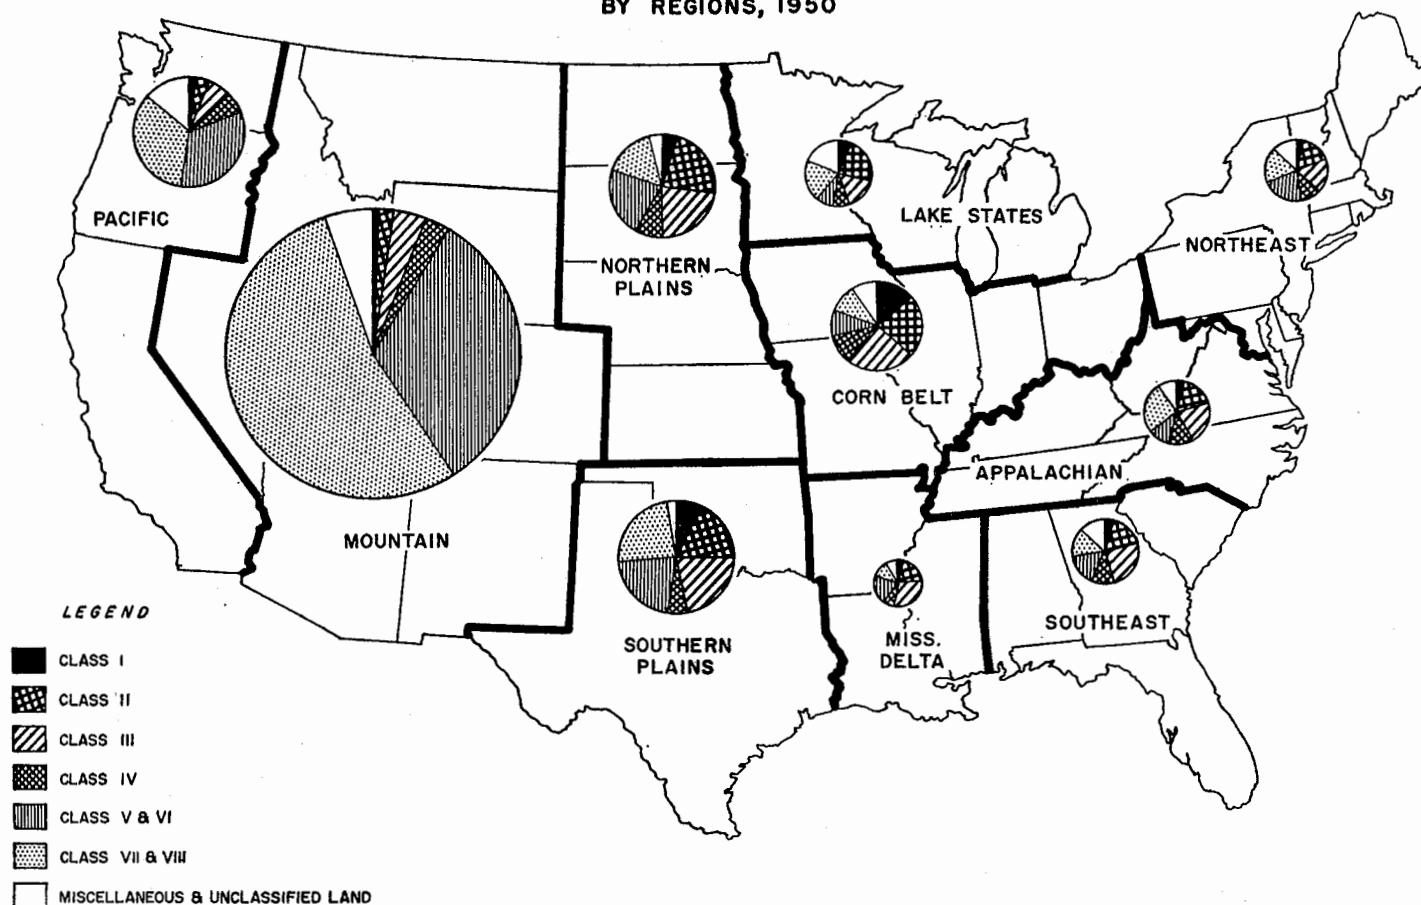 BY REGIONS, 1950
PACIFIC
LAKE STATES
NORTHEAST
NORTHERN
PLAINS
CORN BELT
APPALACHIAN
MOUNTAIN
SOUTHERN
PLAINS
MISS.
DELTA
SOUTHEAST
LEGEND
CLASS I
CLASS II
CLASS III
CLASS IV
CLASS V & VI
CLASS VII & VIII
MISCELLANEOUS & UNCLASSIFIED LAND